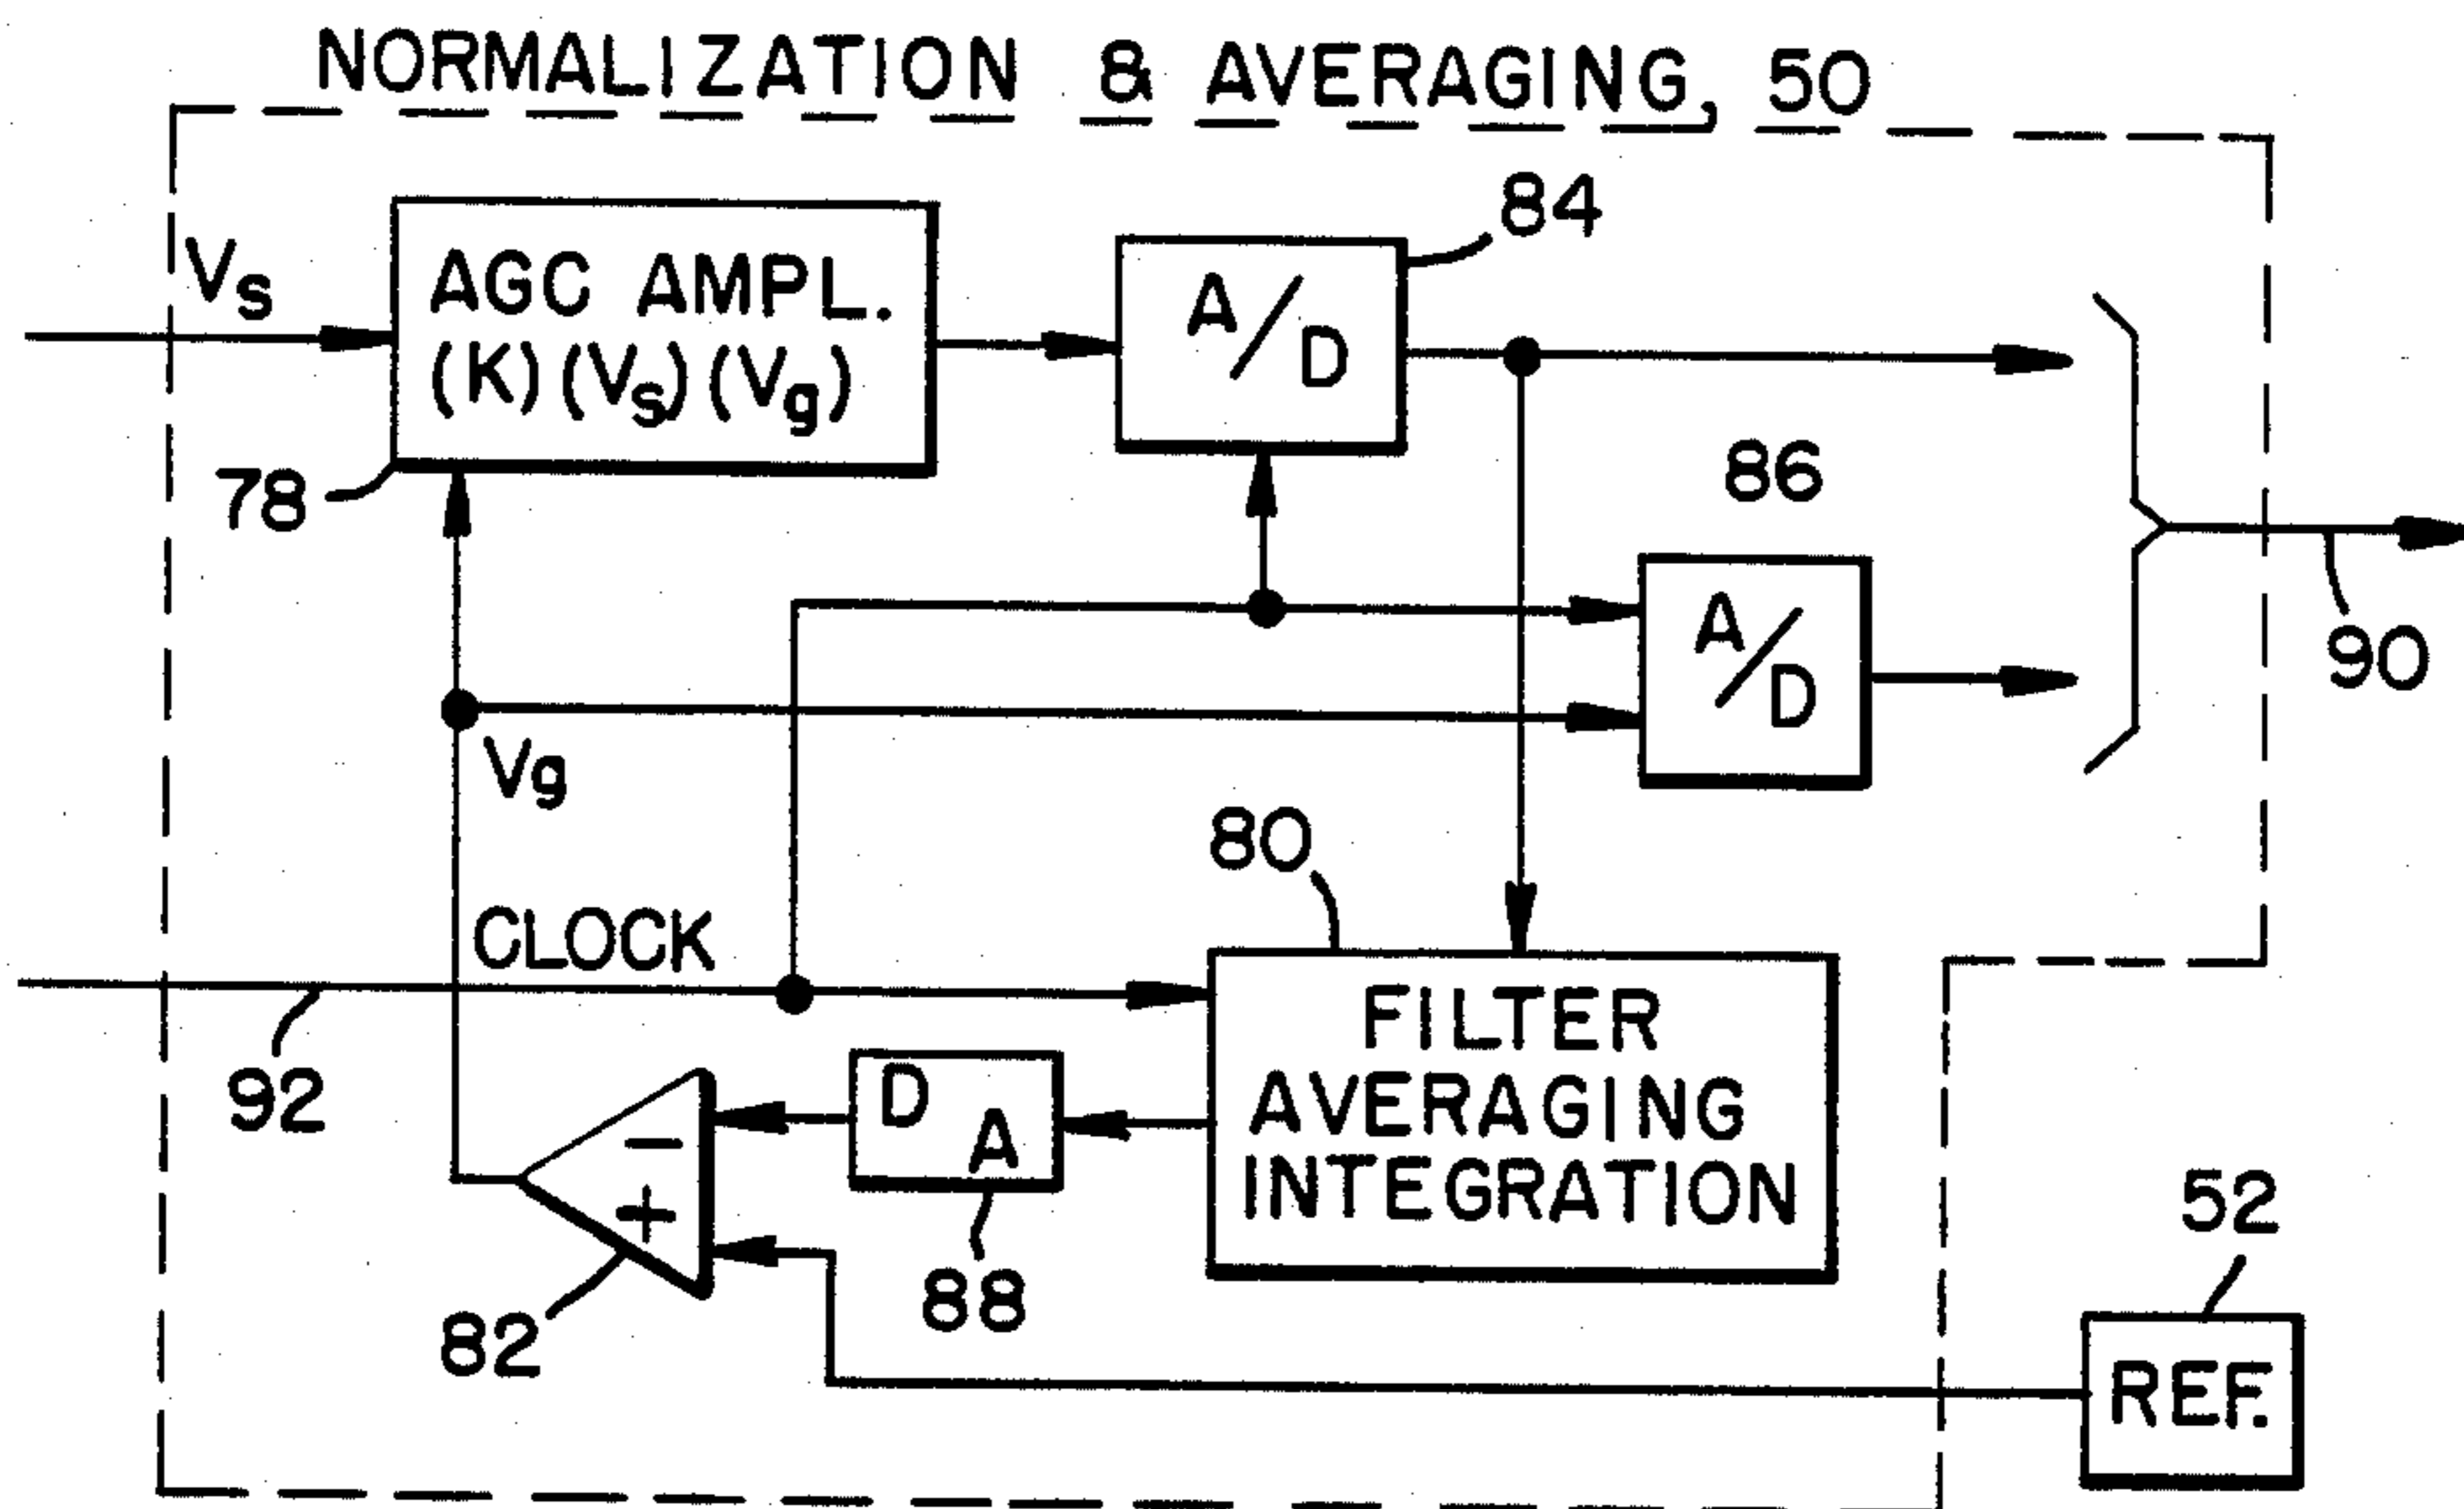 NORMALIZATION & AVERAGING, 50
84
Vs
AGC AMPL.
(K) (Vs) (Vg)
A/D
78
86
A/D
90
Vg
80
CLOCK
92
FILTER
AVERAGING
INTEGRATION
D
A
−
+
52
88
82
REF.